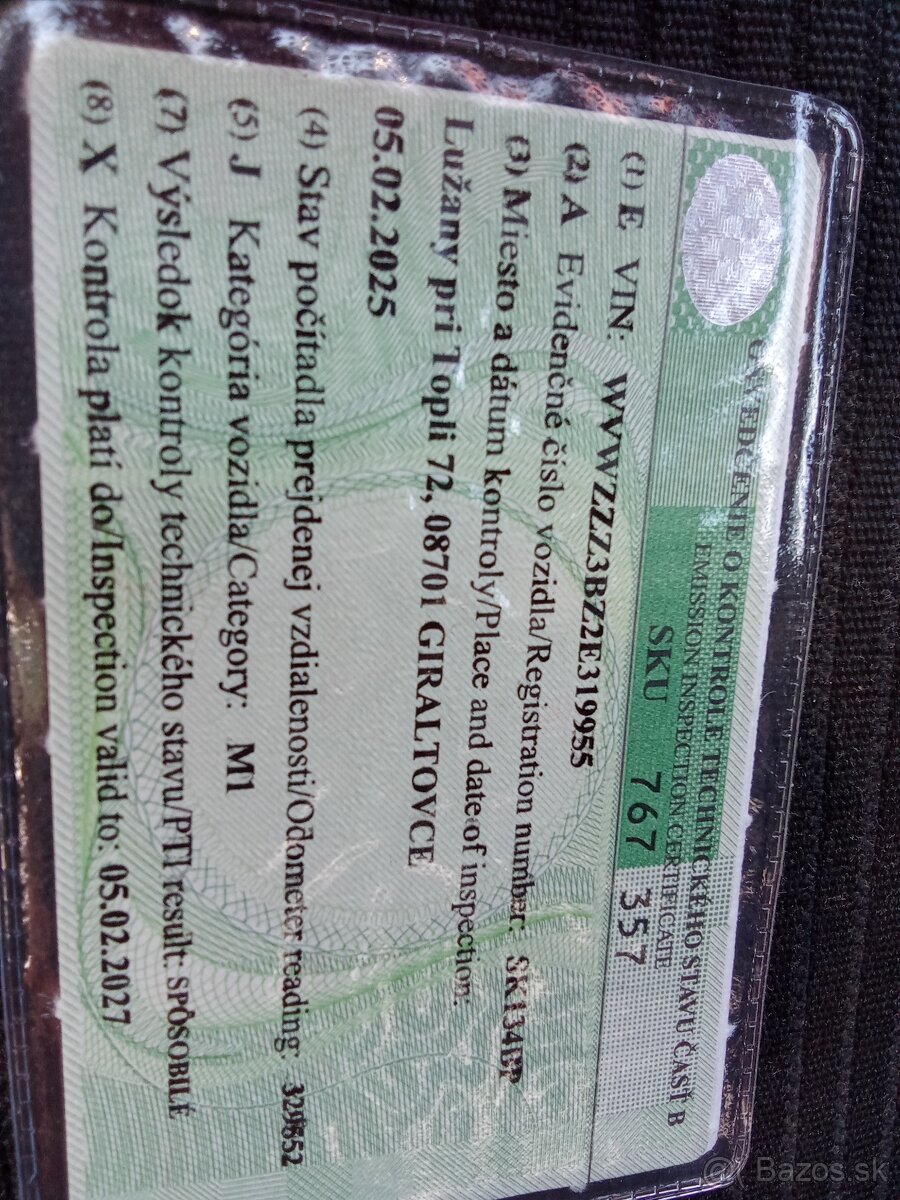 OSVEDČENIE O KONTROLE TECHNICKÉHO STAVU ČASŤ B
EMISSION INSPECTION CERTIFICATE
SKU 767 357
(1) E VIN: WVWZZZ3BZ2E319955
(2) A Evidenčné číslo vozidla/Registration number: SK134BP
(3) Miesto a dátum kontroly/Place and date of inspection:
Lužany pri Topli 72, 08701 GIRALTOVCE
05.02.2025
(4) Stav počítadla prejdenej vzdialenosti/Odometer reading: 329852
(5) J Kategória vozidla/Category: M1
(7) Výsledok kontroly technického stavu/PTI result: SPÔSOBILÉ
(8) X Kontrola platí do/Inspection valid to: 05.02.2027
Bazos.sk